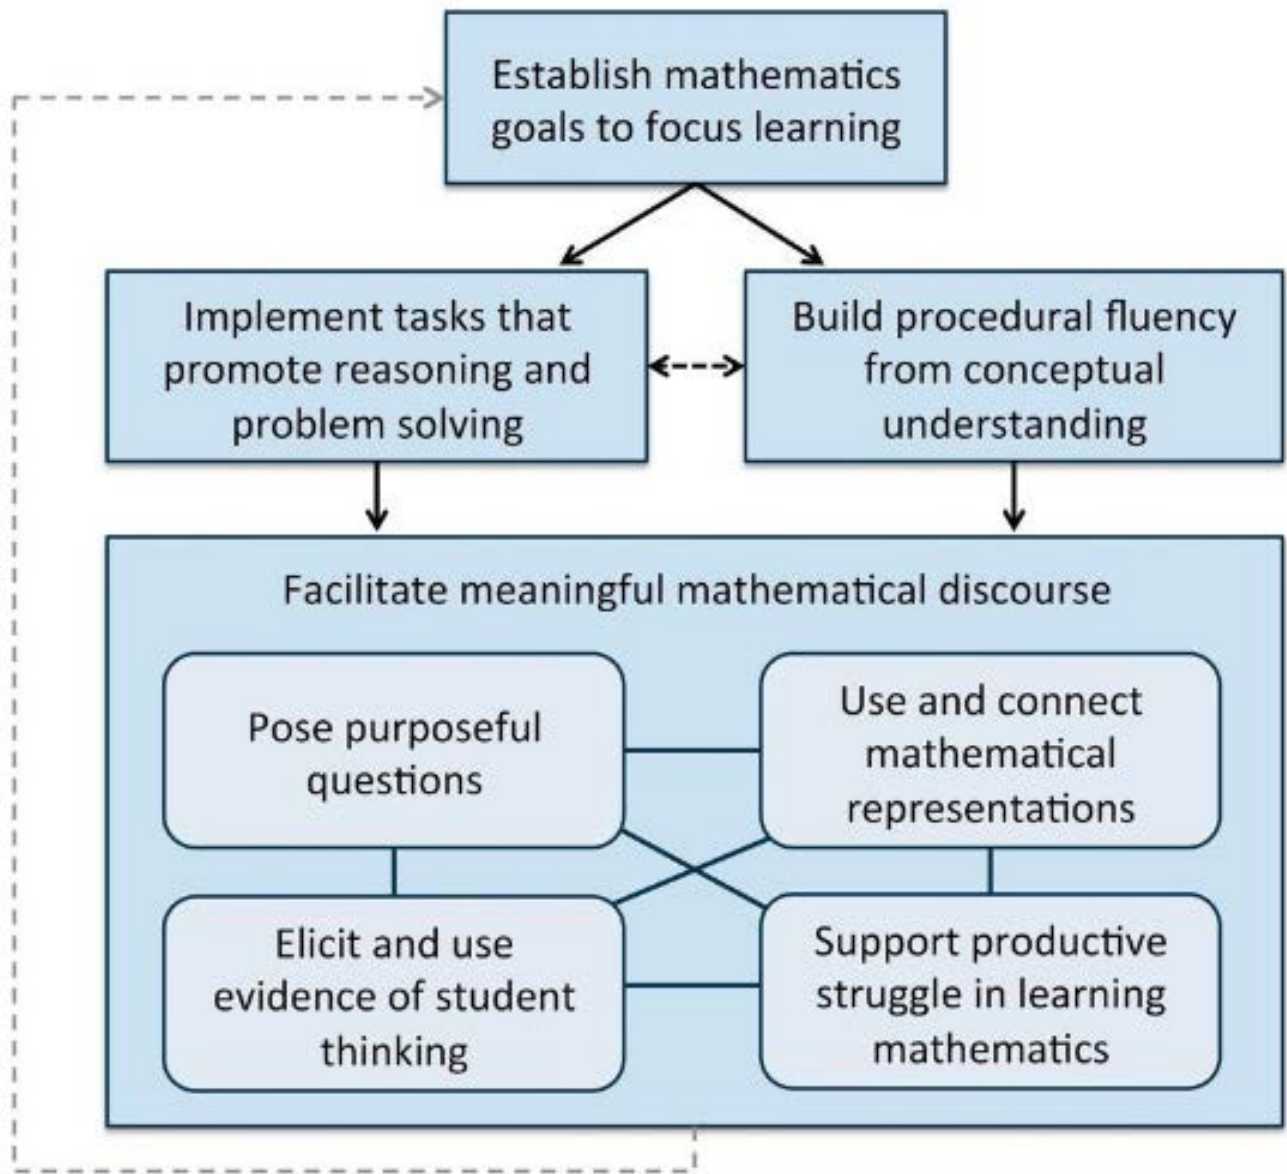 Establish mathematics
goals to focus learning
Implement tasks that
promote reasoning and
problem solving
Build procedural fluency
from conceptual
understanding
Facilitate meaningful mathematical discourse
Pose purposeful
questions
Use and connect
mathematical
representations
Elicit and use
evidence of student
thinking
Support productive
struggle in learning
mathematics